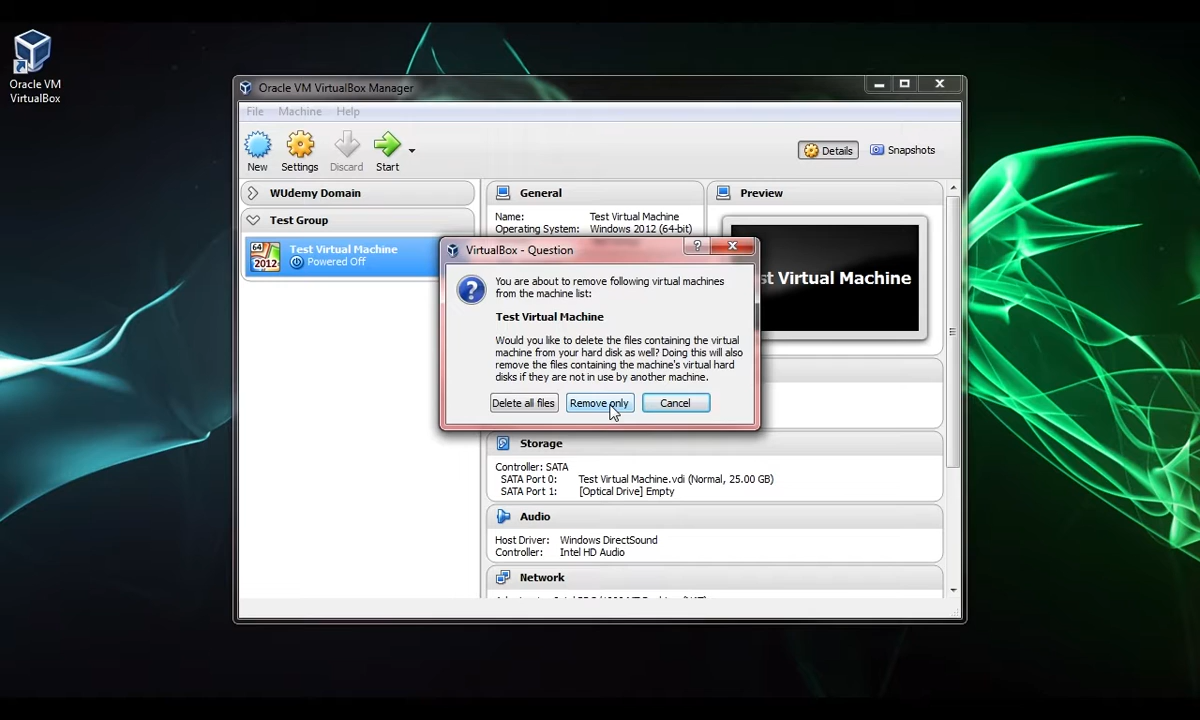 Oracle VM
VirtualBox
Oracle VM VirtualBox Manager
File Machine Help
New Settings Discard Start
Details Snapshots
WUdemy Domain
Test Group
64
2012
Test Virtual Machine
Powered Off
General
Name: Test Virtual Machine
Operating System: Windows 2012 (64-bit)
Preview
st Virtual Machine
VirtualBox - Question
?
You are about to remove following virtual machines
from the machine list:
Test Virtual Machine
Would you like to delete the files containing the virtual
machine from your hard disk as well? Doing this will also
remove the files containing the machine's virtual hard
disks if they are not in use by another machine.
Delete all files Remove only Cancel
Storage
Controller: SATA
SATA Port 0: Test Virtual Machine.vdi (Normal, 25.00 GB)
SATA Port 1: [Optical Drive] Empty
Audio
Host Driver: Windows DirectSound
Controller: Intel HD Audio
Network